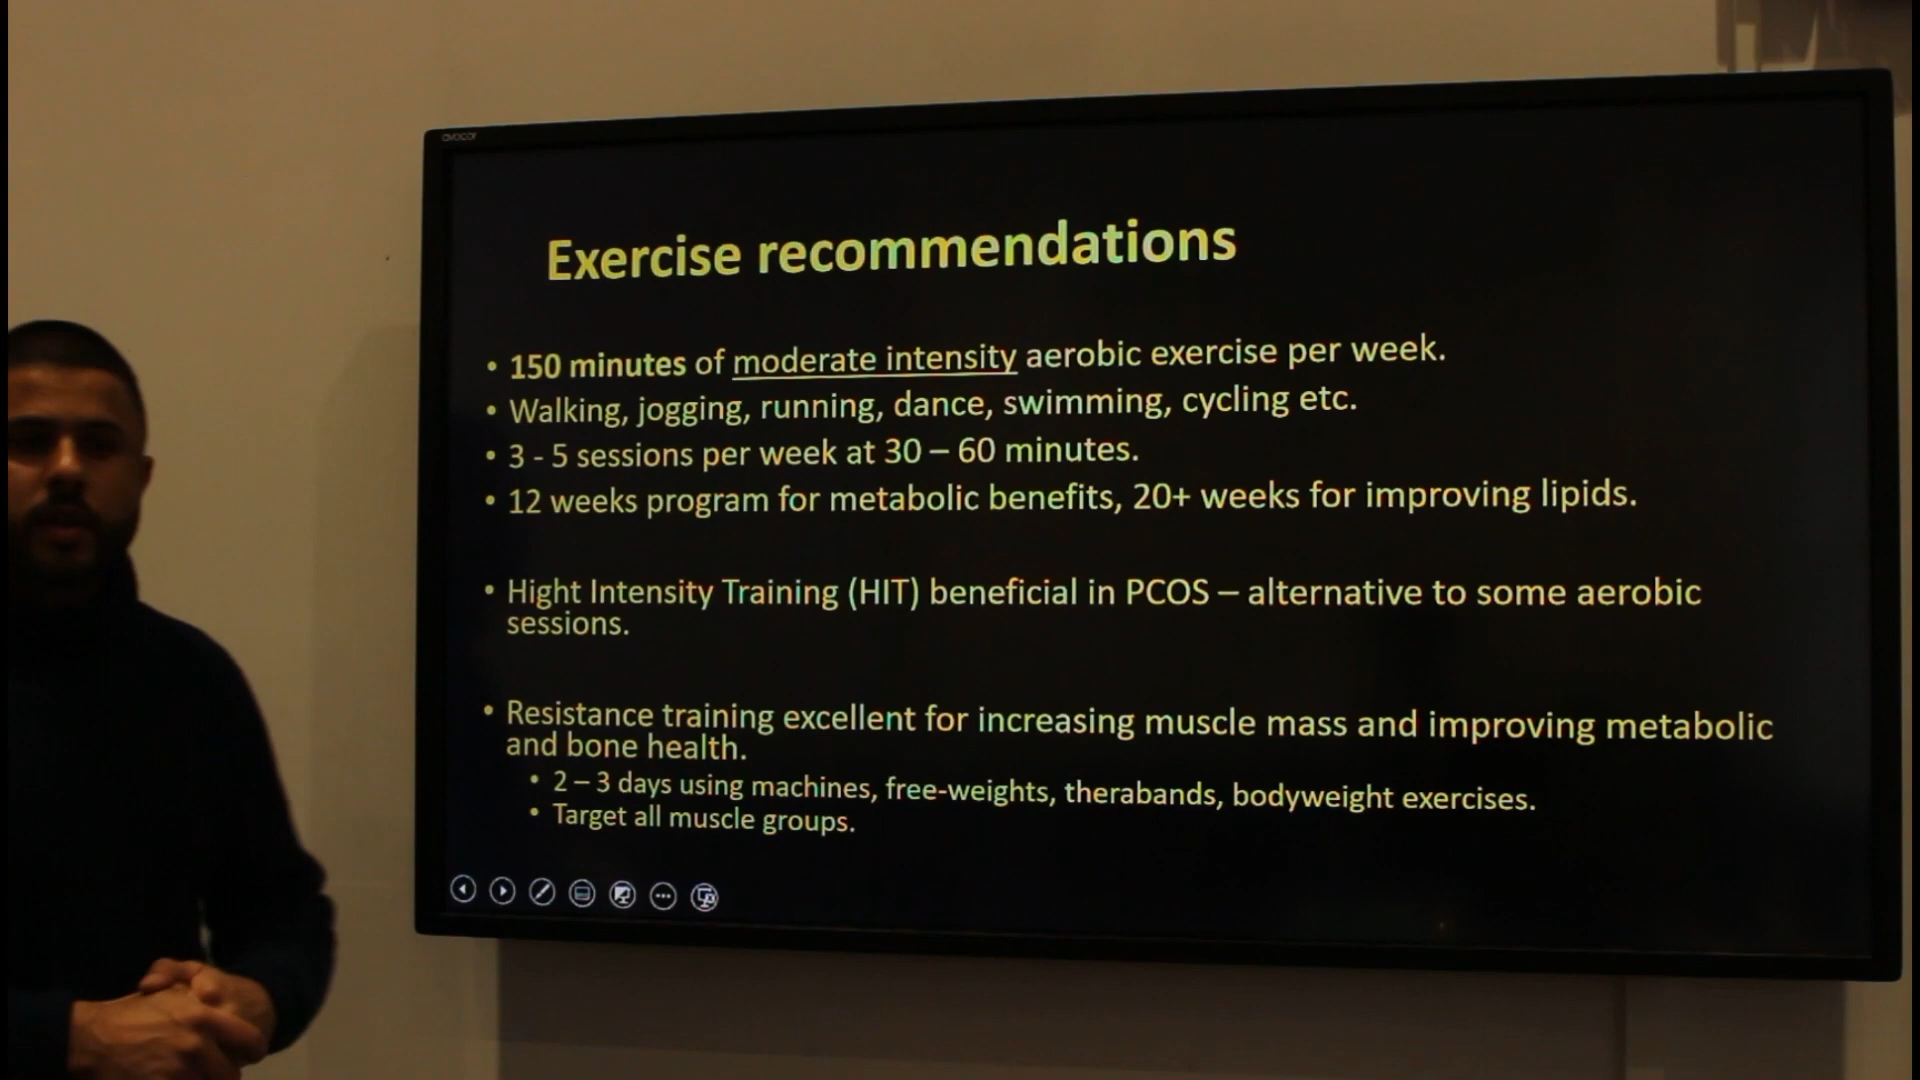 avocor
Exercise recommendations
• 150 minutes of moderate intensity aerobic exercise per week.
• Walking, jogging, running, dance, swimming, cycling etc.
• 3 - 5 sessions per week at 30 – 60 minutes.
• 12 weeks program for metabolic benefits, 20+ weeks for improving lipids.
• Hight Intensity Training (HIT) beneficial in PCOS – alternative to some aerobic
sessions.
• Resistance training excellent for increasing muscle mass and improving metabolic
and bone health.
• 2 – 3 days using machines, free-weights, therabands, bodyweight exercises.
• Target all muscle groups.